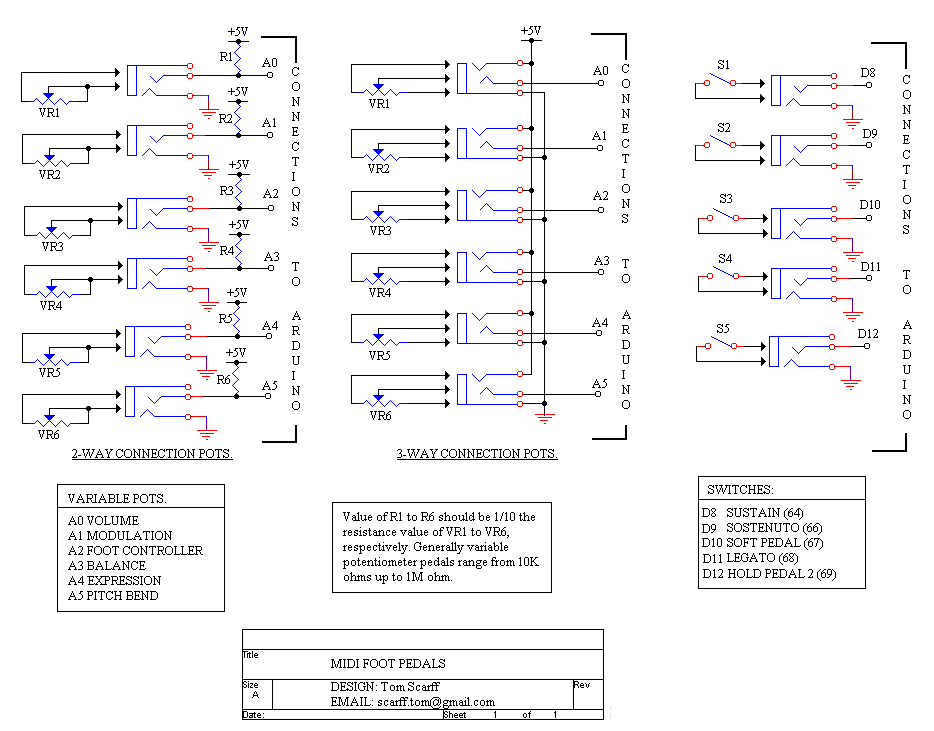 +5V
R1
A0
VR1
+5V
R2
A1
VR2
+5V
R3
A2
VR3
+5V
R4
A3
VR4
+5V
R5
A4
VR5
+5V
R6
A5
VR6
CONNECTIONS TO ARDUINO
2-WAY CONNECTION POTS.
+5V
A0
VR1
A1
VR2
A2
VR3
A3
VR4
A4
VR5
A5
VR6
CONNECTIONS TO ARDUINO
3-WAY CONNECTION POTS.
S1
D8
S2
D9
S3
D10
S4
D11
S5
D12
CONNECTIONS TO ARDUINO
VARIABLE POTS.
A0 VOLUME
A1 MODULATION
A2 FOOT CONTROLLER
A3 BALANCE
A4 EXPRESSION
A5 PITCH BEND
Value of R1 to R6 should be 1/10 the
resistance value of VR1 to VR6,
respectively. Generally variable
potentiometer pedals range from 10K
ohms up to 1M ohm.
SWITCHES:
D8 SUSTAIN (64)
D9 SOSTENUTO (66)
D10 SOFT PEDAL (67)
D11 LEGATO (68)
D12 HOLD PEDAL 2 (69)
Title
MIDI FOOT PEDALS
Size
A
DESIGN: Tom Scarff
EMAIL: scarff.tom@gmail.com
Rev
Date:
Sheet 1 of 1